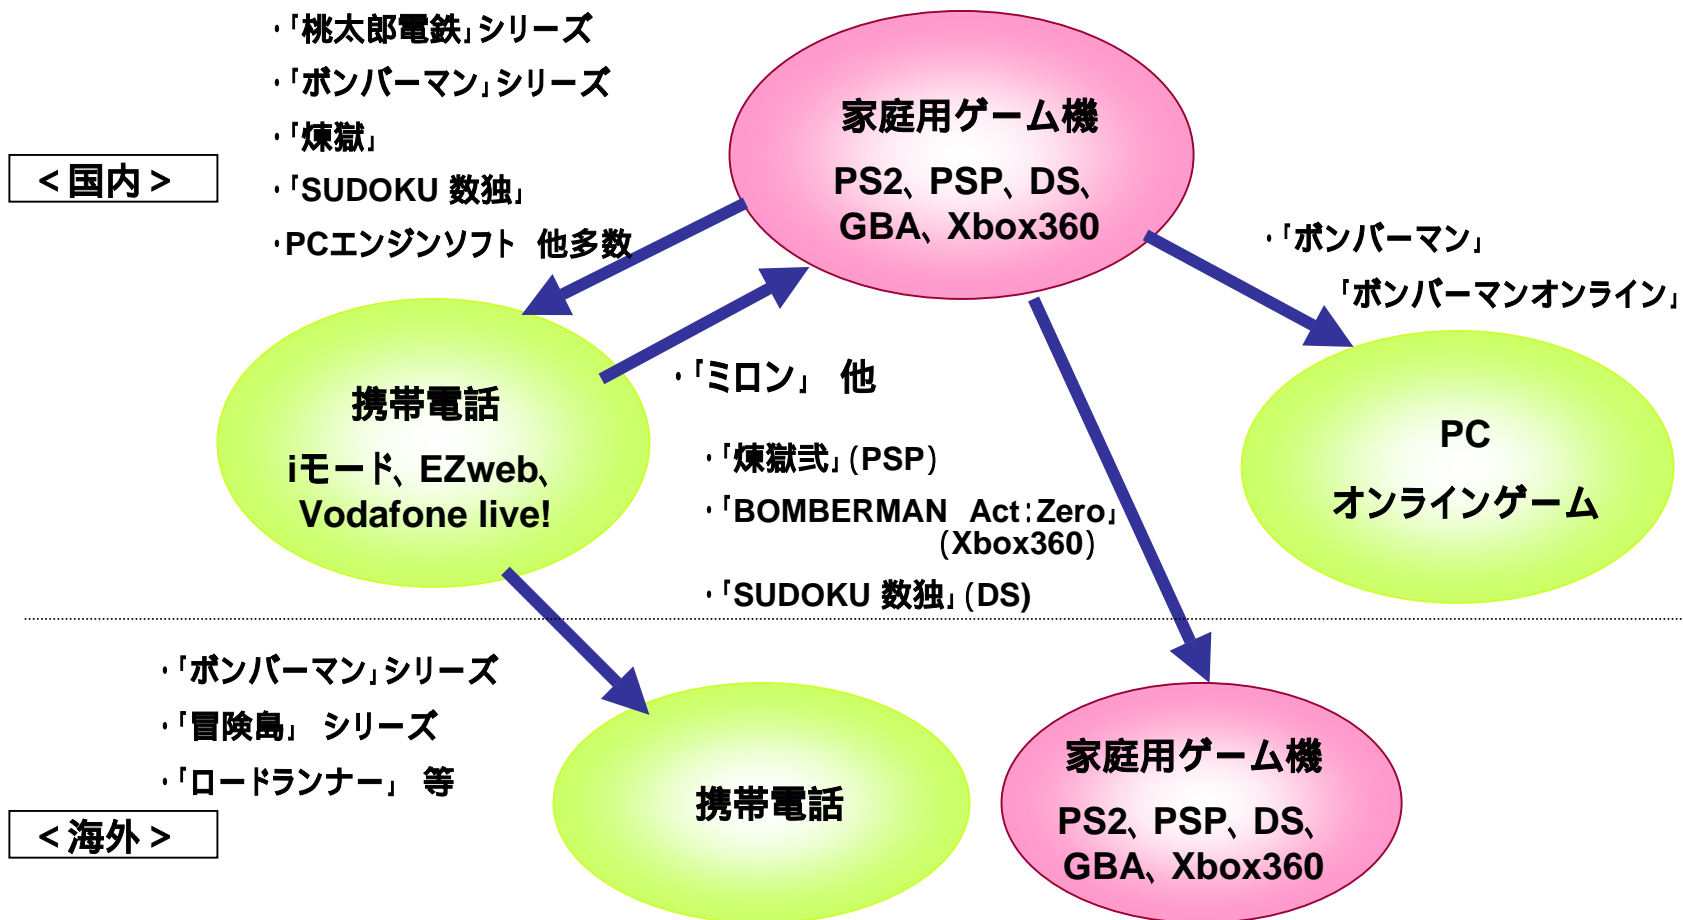 ・「桃太郎電鉄」シリーズ
・「ボンバーマン」シリーズ
・「煉獄」
・「SUDOKU 数独」
・PCエンジンソフト 他多数
<国内>
家庭用ゲーム機
PS2、PSP、DS、
GBA、Xbox360
・「ボンバーマン」
「ボンバーマンオンライン」
携帯電話
iモード、EZweb、
Vodafone live!
・「ミロン」 他
・「煉獄弐」(PSP)
・「BOMBERMAN Act:Zero」
(Xbox360)
・「SUDOKU 数独」(DS)
PC
オンラインゲーム
・「ボンバーマン」シリーズ
・「冒険島」 シリーズ
・「ロードランナー」 等
<海外>
携帯電話
家庭用ゲーム機
PS2、PSP、DS、
GBA、Xbox360